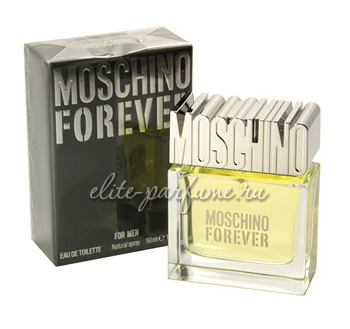 MOSCHINO
FOREVER
FOR MEN
EAU DE TOILETTE
Natural spray
50ml e
MOSCHINO
MOSCHINO
FOREVER
elite-parfume.ru